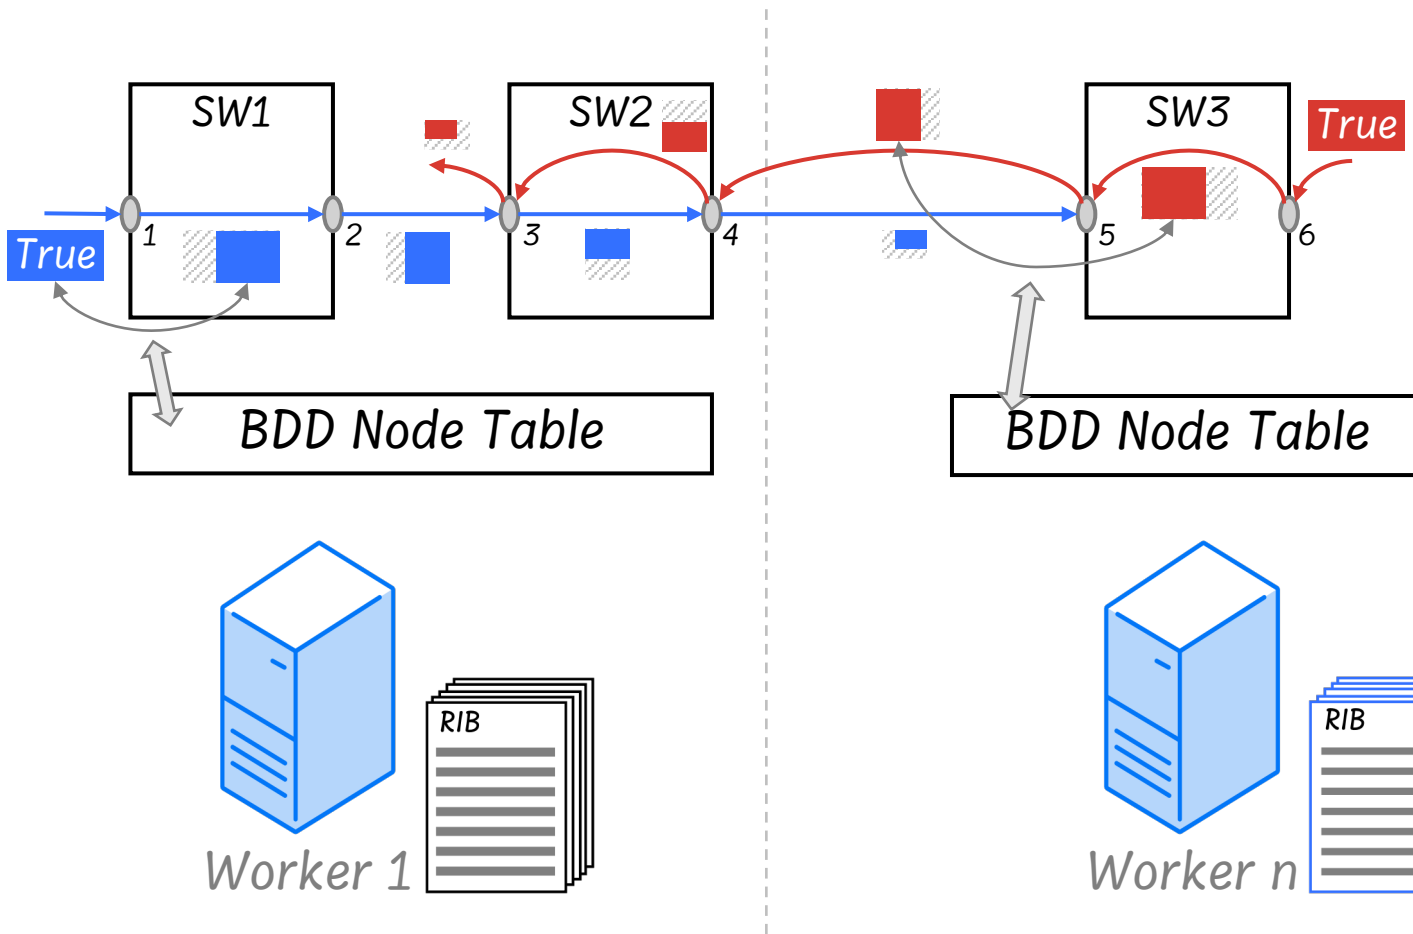 SW1
SW2
SW3
True
1
2
3
4
5
6
True
BDD Node Table
BDD Node Table
RIB
RIB
Worker 1
Worker n